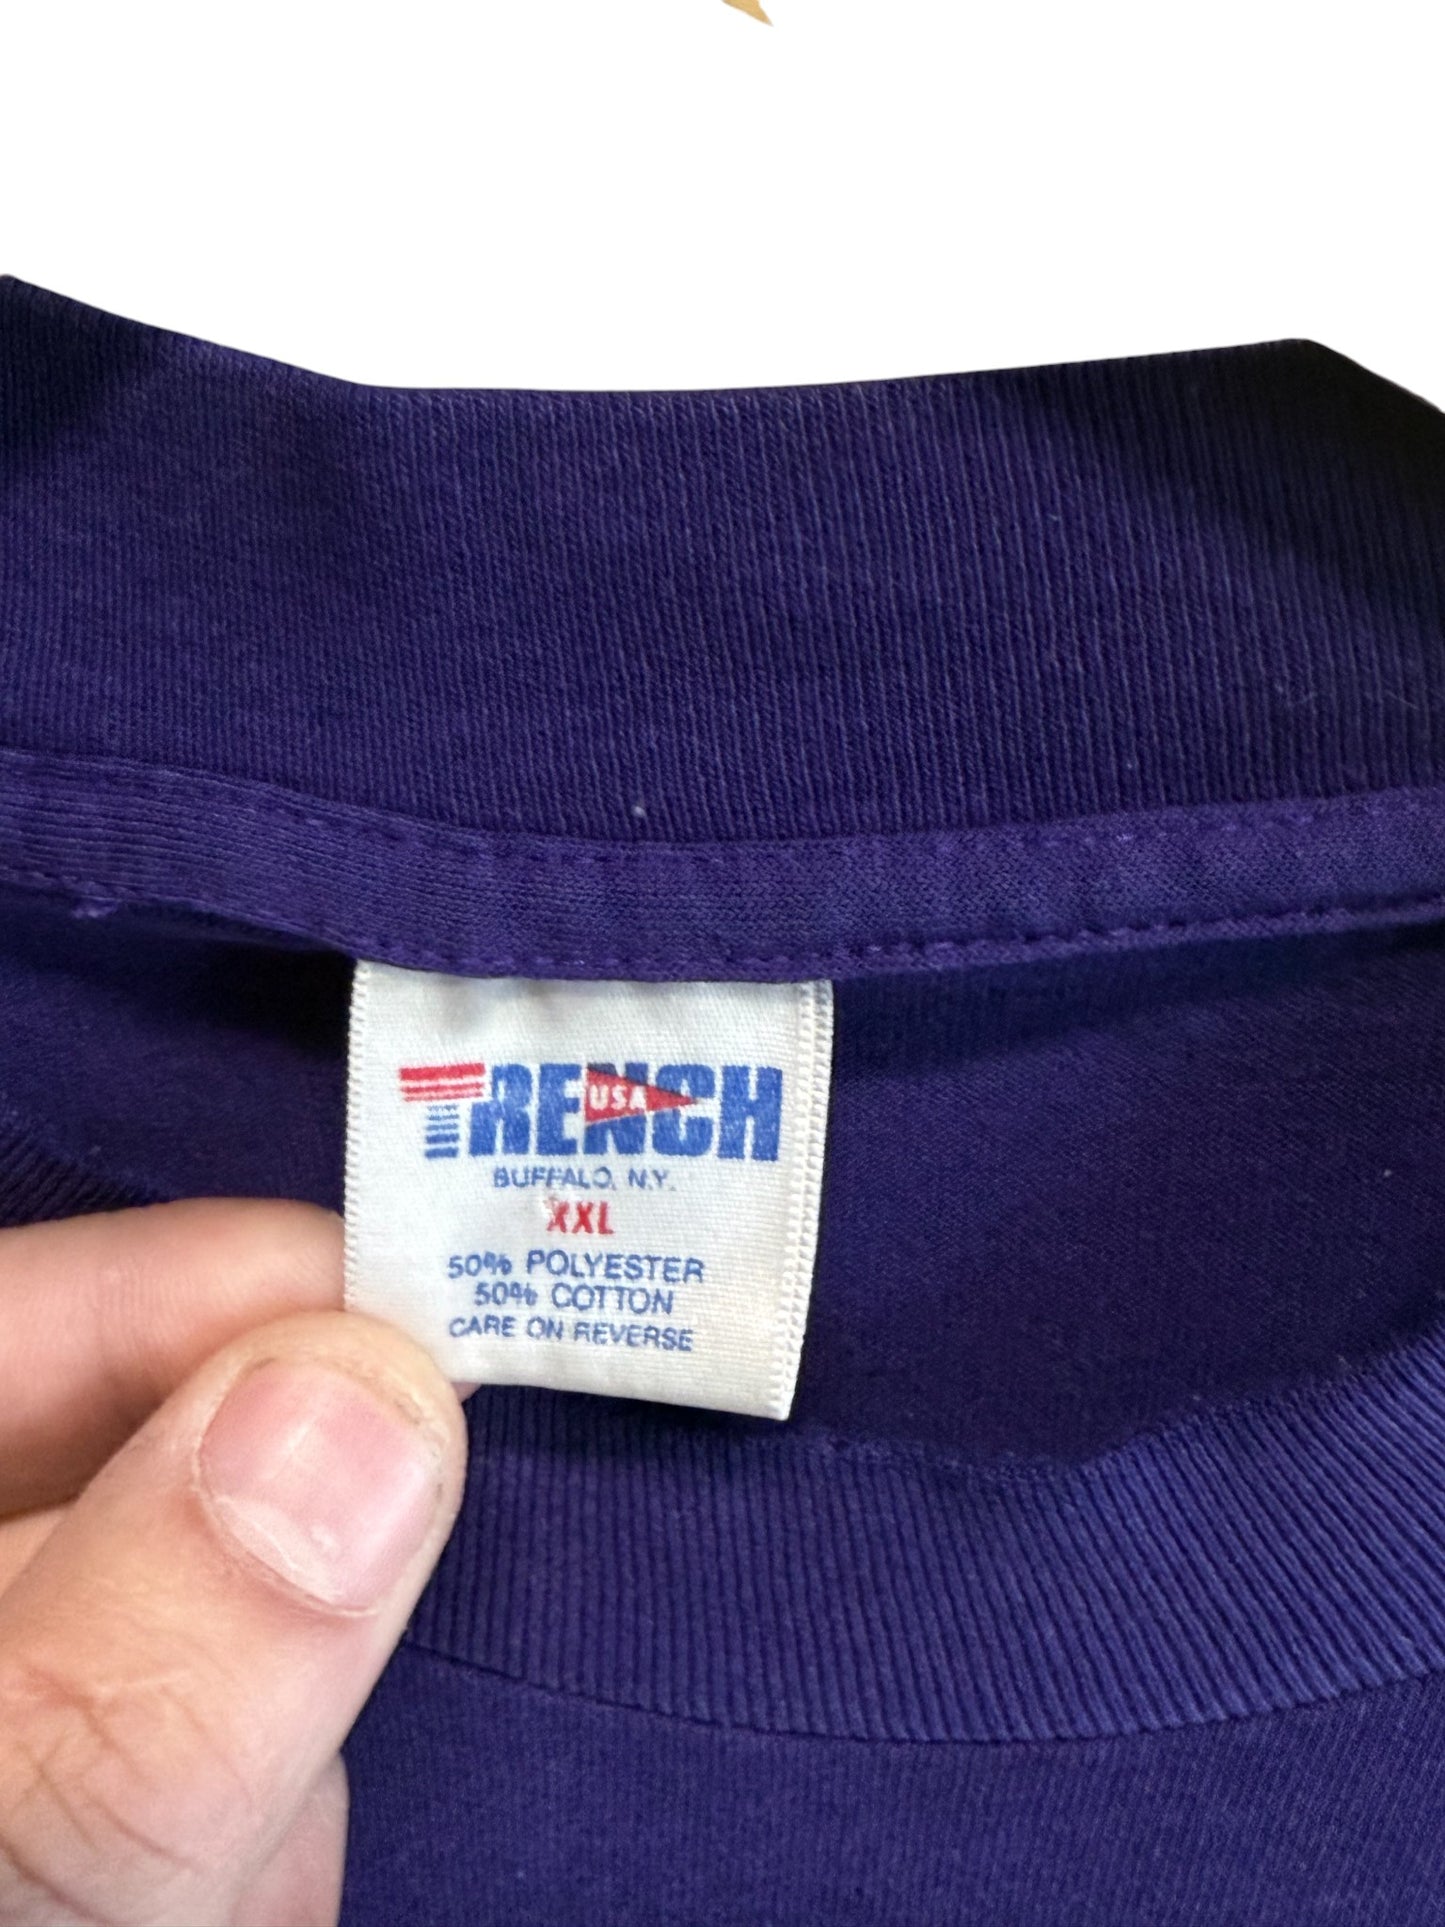 TRENCH
USA
BUFFALO, N.Y.
XXL
50% POLYESTER
50% COTTON
CARE ON REVERSE